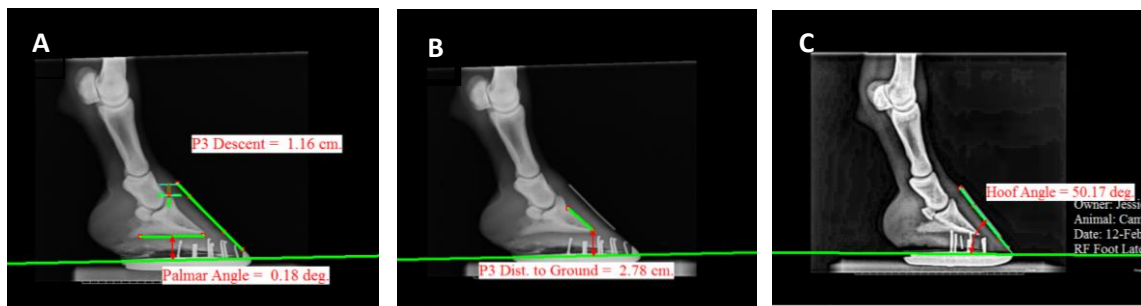 A
P3 Descent = 1.16 cm.
Palmar Angle = 0.18 deg.
B
P3 Dist. to Ground = 2.78 cm.
C
Hoof Angle = 50.17 deg.
Owner: Jessi
Animal: Cam
Date: 12-Feb
RF Foot Late